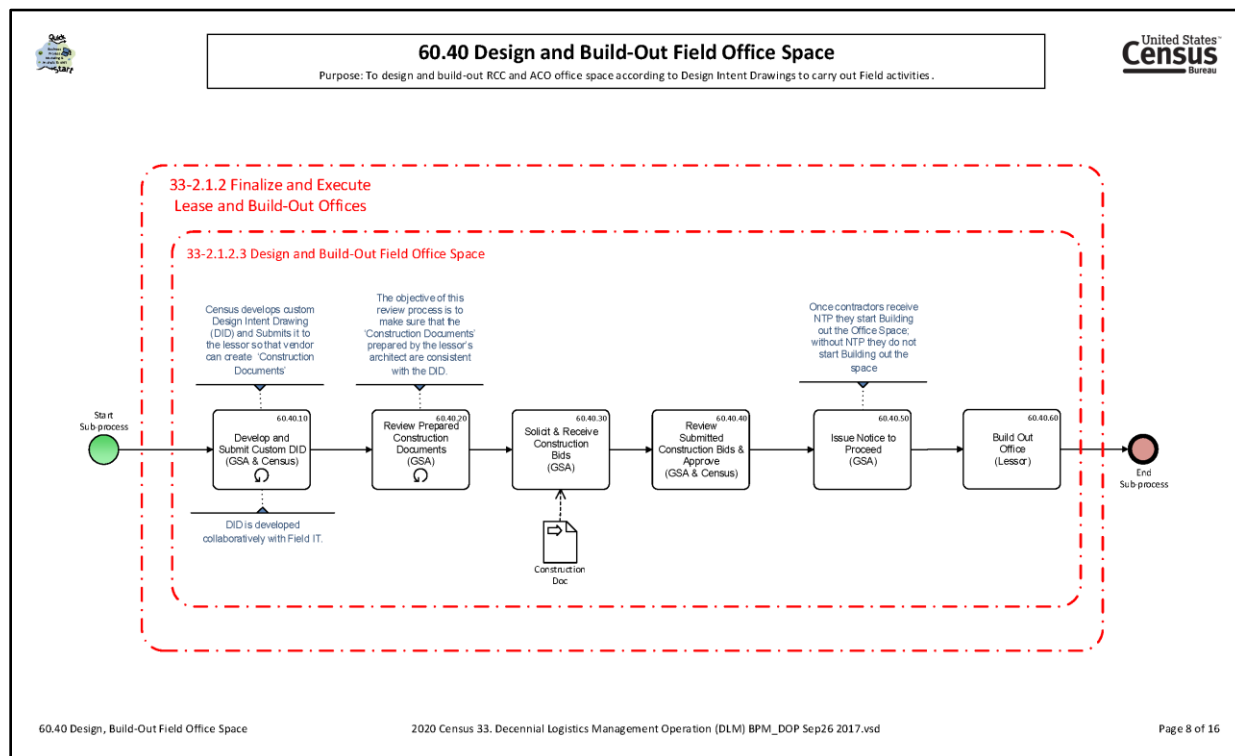 Quick
Start
60.40 Design and Build-Out Field Office Space
Purpose: To design and build-out RCC and ACO office space according to Design Intent Drawings to carry out Field activities.
United States™
Census
Bureau
33-2.1.2 Finalize and Execute
Lease and Build-Out Offices
33-2.1.2.3 Design and Build-Out Field Office Space
Census develops custom
Design Intent Drawing
(DID) and Submits it to
the lessor so that vendor
can create 'Construction
Documents'
The objective of this
review process is to
make sure that the
'Construction Documents'
prepared by the lessor's
architect are consistent
with the DID.
Once contractors receive
NTP they start Building
out the Office Space;
without NTP they do not
start Building out the
space
Start
Sub-process
60.40.10
Develop and
Submit Custom DID
(GSA & Census)
60.40.20
Review Prepared
Construction
Documents
(GSA)
60.40.30
Solicit & Receive
Construction
Bids
(GSA)
60.40.40
Review
Submitted
Construction Bids &
Approve
(GSA & Census)
60.40.50
Issue Notice to
Proceed
(GSA)
60.40.60
Build Out
Office
(Lessor)
End
Sub-process
DID is developed
collaboratively with Field IT.
Construction
Doc
60.40 Design, Build-Out Field Office Space
2020 Census 33. Decennial Logistics Management Operation (DLM) BPM_DOP Sep26 2017.vsd
Page 8 of 16